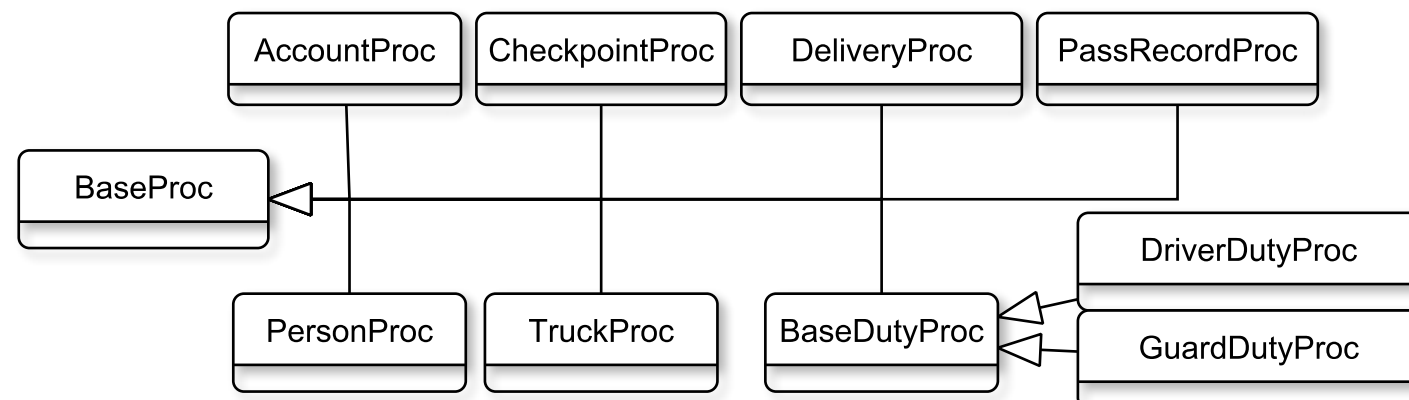 AccountProc
CheckpointProc
DeliveryProc
PassRecordProc
BaseProc
DriverDutyProc
PersonProc
TruckProc
BaseDutyProc
GuardDutyProc